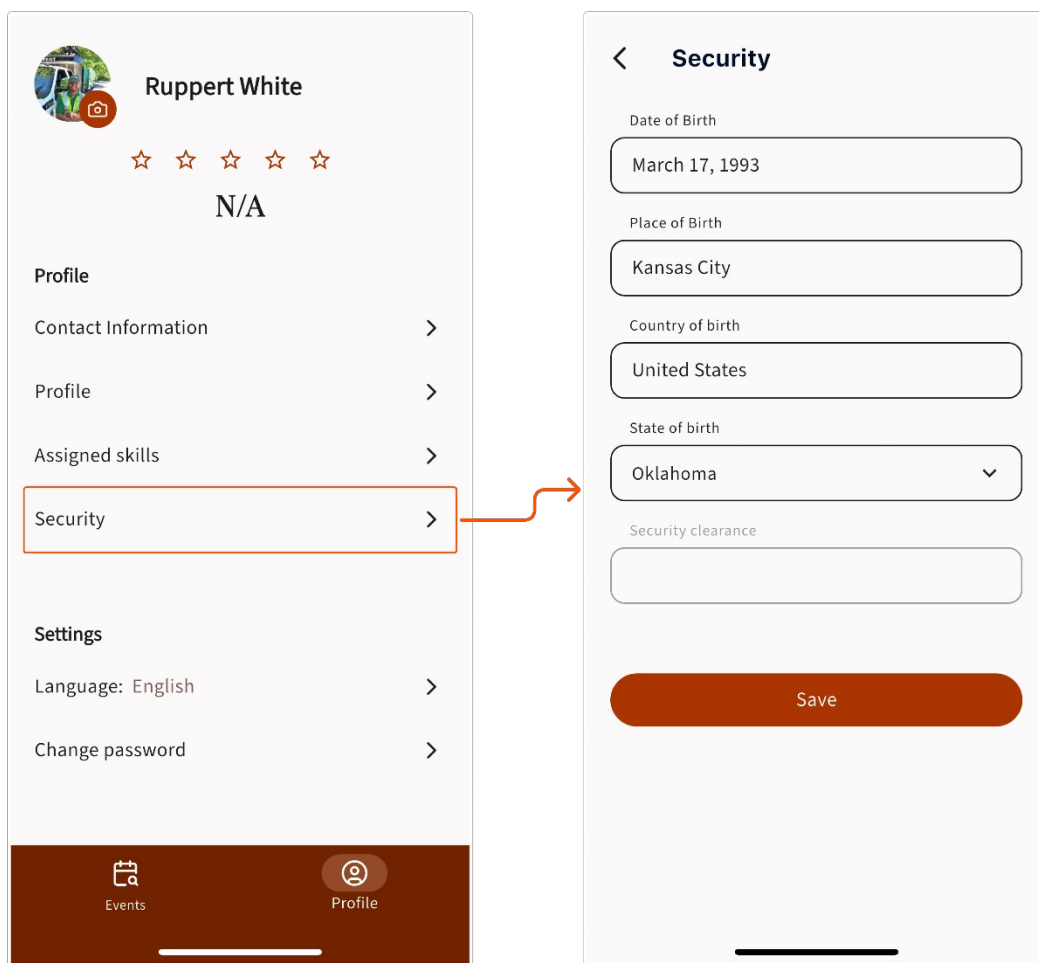 Ruppert White
N/A
Profile
Contact Information
Profile
Assigned skills
Security
Settings
Language: English
Change password
Events
Profile
Security
Date of Birth
March 17, 1993
Place of Birth
Kansas City
Country of birth
United States
State of birth
Oklahoma
Security clearance
Save